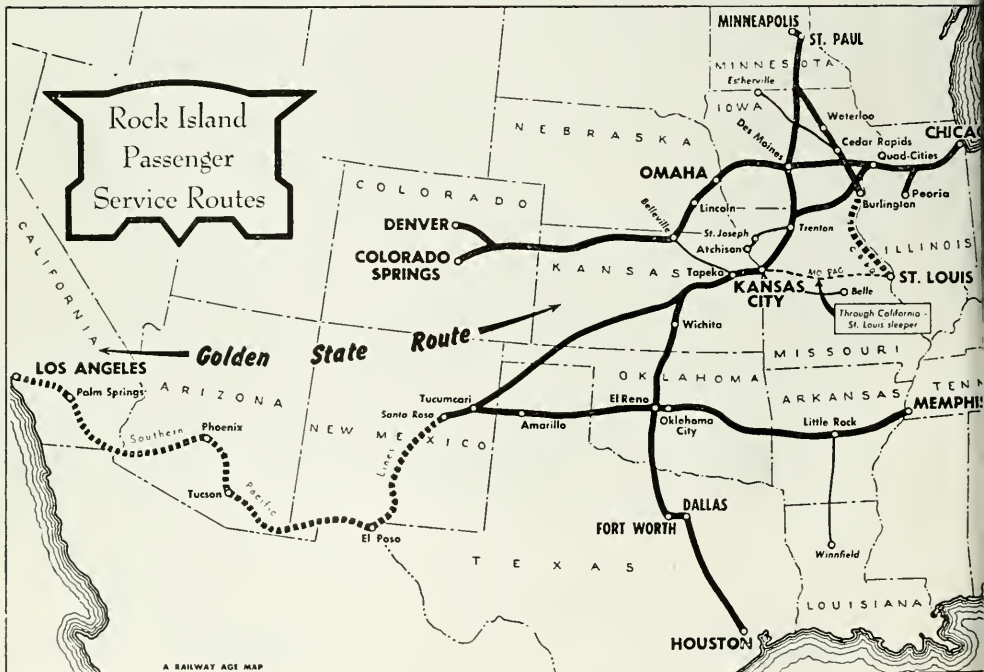 Rock Island
Passenger
Service Routes
MINNEAPOLIS
ST. PAUL
MINNESOTA
Estherville
IOWA
Waterloo
Cedar Rapids
CHICAG
Quad-Cities
Des Moines
NEBRASKA
OMAHA
Peoria
Burlington
Lincoln
COLORADO
Belleville
DENVER
St. Joseph
Trenton
Atchison
ILLINOIS
COLORADO
SPRINGS
KANSAS
Tapeka
KANSAS
CITY
MO. PAC.
ST. LOUIS
Belle
Through California -
St. Louis sleeper
CALIFORNIA
Golden State Route
Wichita
MISSOURI
LOS ANGELES
Palm Springs
ARIZONA
OKLAHOMA
ARKANSAS
TENN
MEMPHIS
Tucumcari
Santa Rosa
El Reno
Oklahoma
City
Amarillo
Little Rock
NEW MEXICO
Southern
Pacific
Lines
Phoenix
Tucson
El Paso
DALLAS
FORT WORTH
Winnfield
TEXAS
LOUISIANA
HOUSTON
A RAILWAY AGE MAP